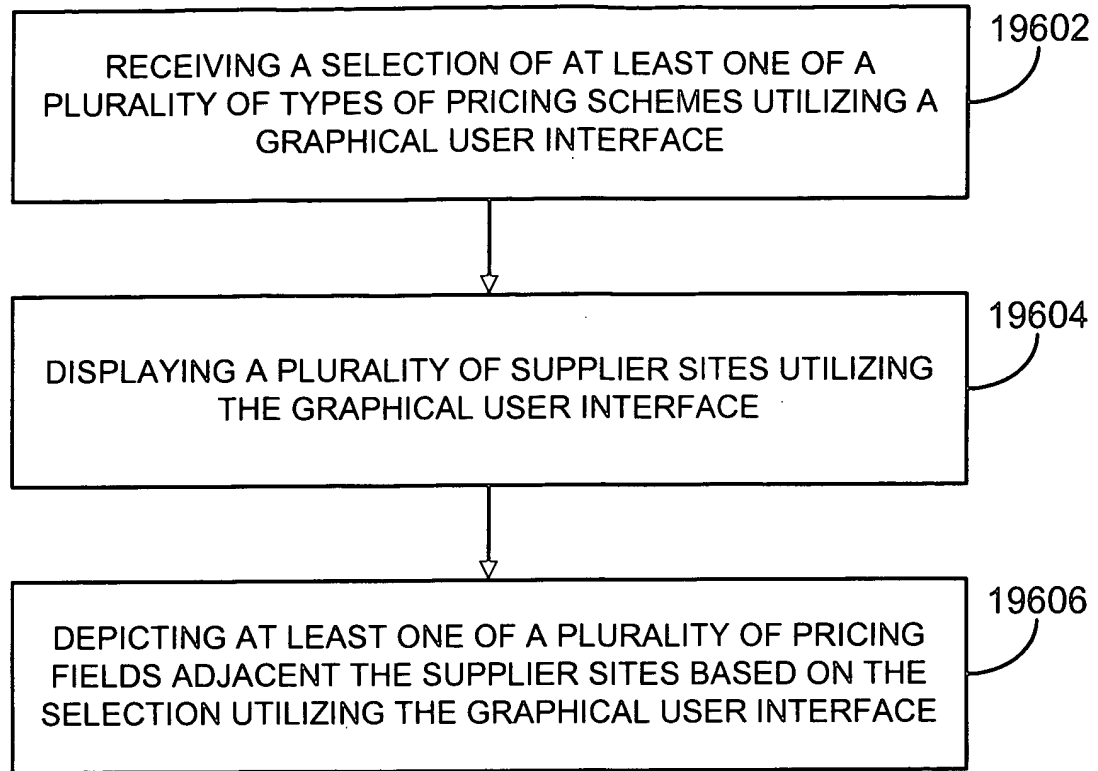 19602
RECEIVING A SELECTION OF AT LEAST ONE OF A
PLURALITY OF TYPES OF PRICING SCHEMES UTILIZING A
GRAPHICAL USER INTERFACE
19604
DISPLAYING A PLURALITY OF SUPPLIER SITES UTILIZING
THE GRAPHICAL USER INTERFACE
19606
DEPICTING AT LEAST ONE OF A PLURALITY OF PRICING
FIELDS ADJACENT THE SUPPLIER SITES BASED ON THE
SELECTION UTILIZING THE GRAPHICAL USER INTERFACE